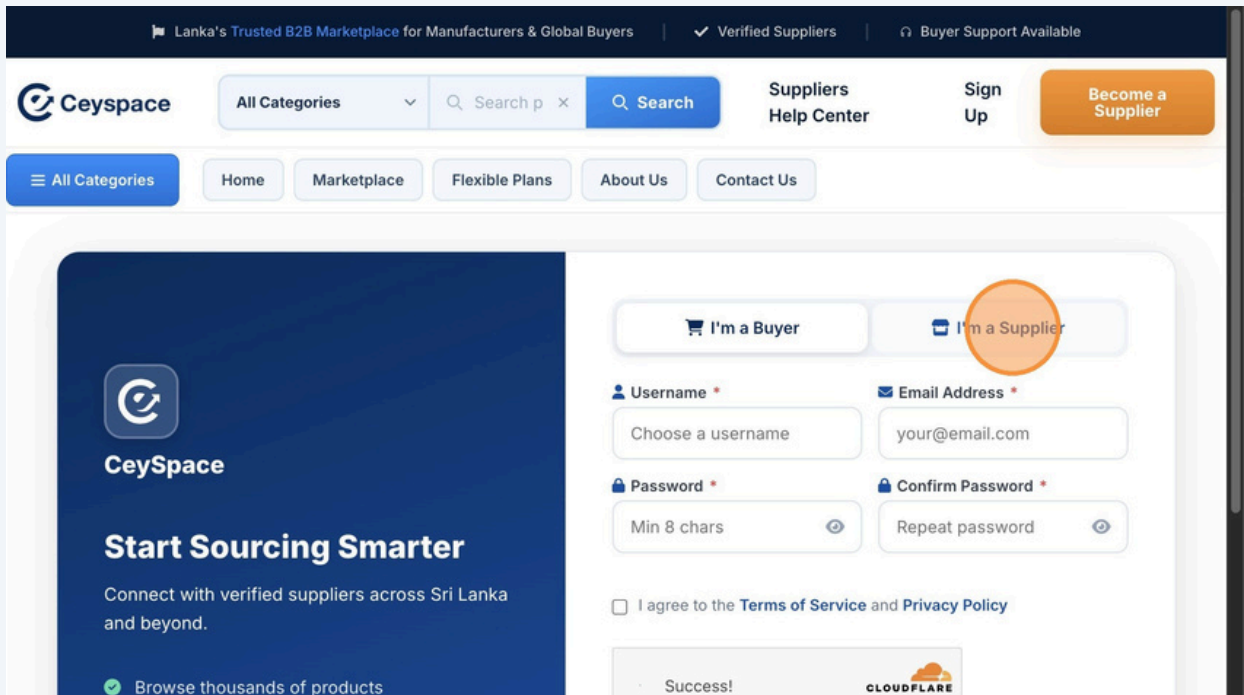 Lanka's Trusted B2B Marketplace for Manufacturers & Global Buyers
Verified Suppliers
Buyer Support Available
Ceyspace
All Categories
Search p
Search
Suppliers
Help Center
Sign
Up
Become a
Supplier
All Categories
Home
Marketplace
Flexible Plans
About Us
Contact Us
I'm a Buyer
I'm a Supplier
Username *
Email Address *
Choose a username
your@email.com
Password *
Confirm Password *
Min 8 chars
Repeat password
I agree to the Terms of Service and Privacy Policy
Success!
CLOUDFLARE
CeySpace
Start Sourcing Smarter
Connect with verified suppliers across Sri Lanka
and beyond.
Browse thousands of products